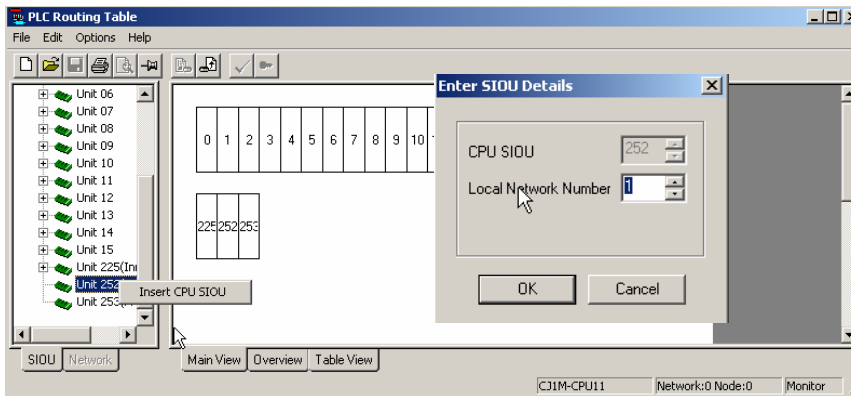 PLC Routing Table
File Edit Options Help
Unit 06
Unit 07
Unit 08
Unit 09
Unit 10
Unit 11
Unit 12
Unit 13
Unit 14
Unit 15
Unit 225(In
Unit 252
Unit 253
Insert CPU SIOU
SIOU Network
0 1 2 3 4 5 6 7 8 9 10
225 252 253
Enter SIOU Details
CPU SIOU 252
Local Network Number 1
OK Cancel
Main View Overview Table View
CJ1M-CPU11 Network:0 Node:0 Monitor